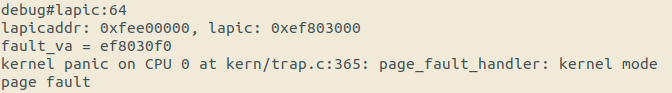 debug#lapic:64
lapicaddr: 0xfee00000, lapic: 0xef803000
fault_va = ef8030f0
kernel panic on CPU 0 at kern/trap.c:365: page_fault_handler: kernel mode
page fault